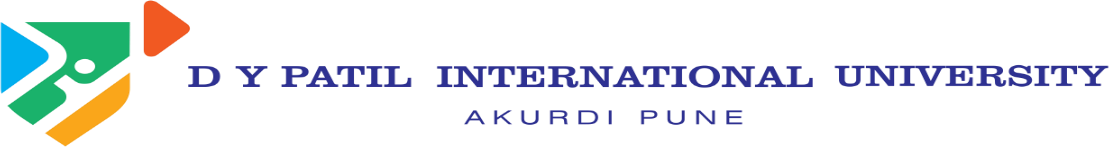 D Y PATIL INTERNATIONAL UNIVERSITY
AKURDI PUNE